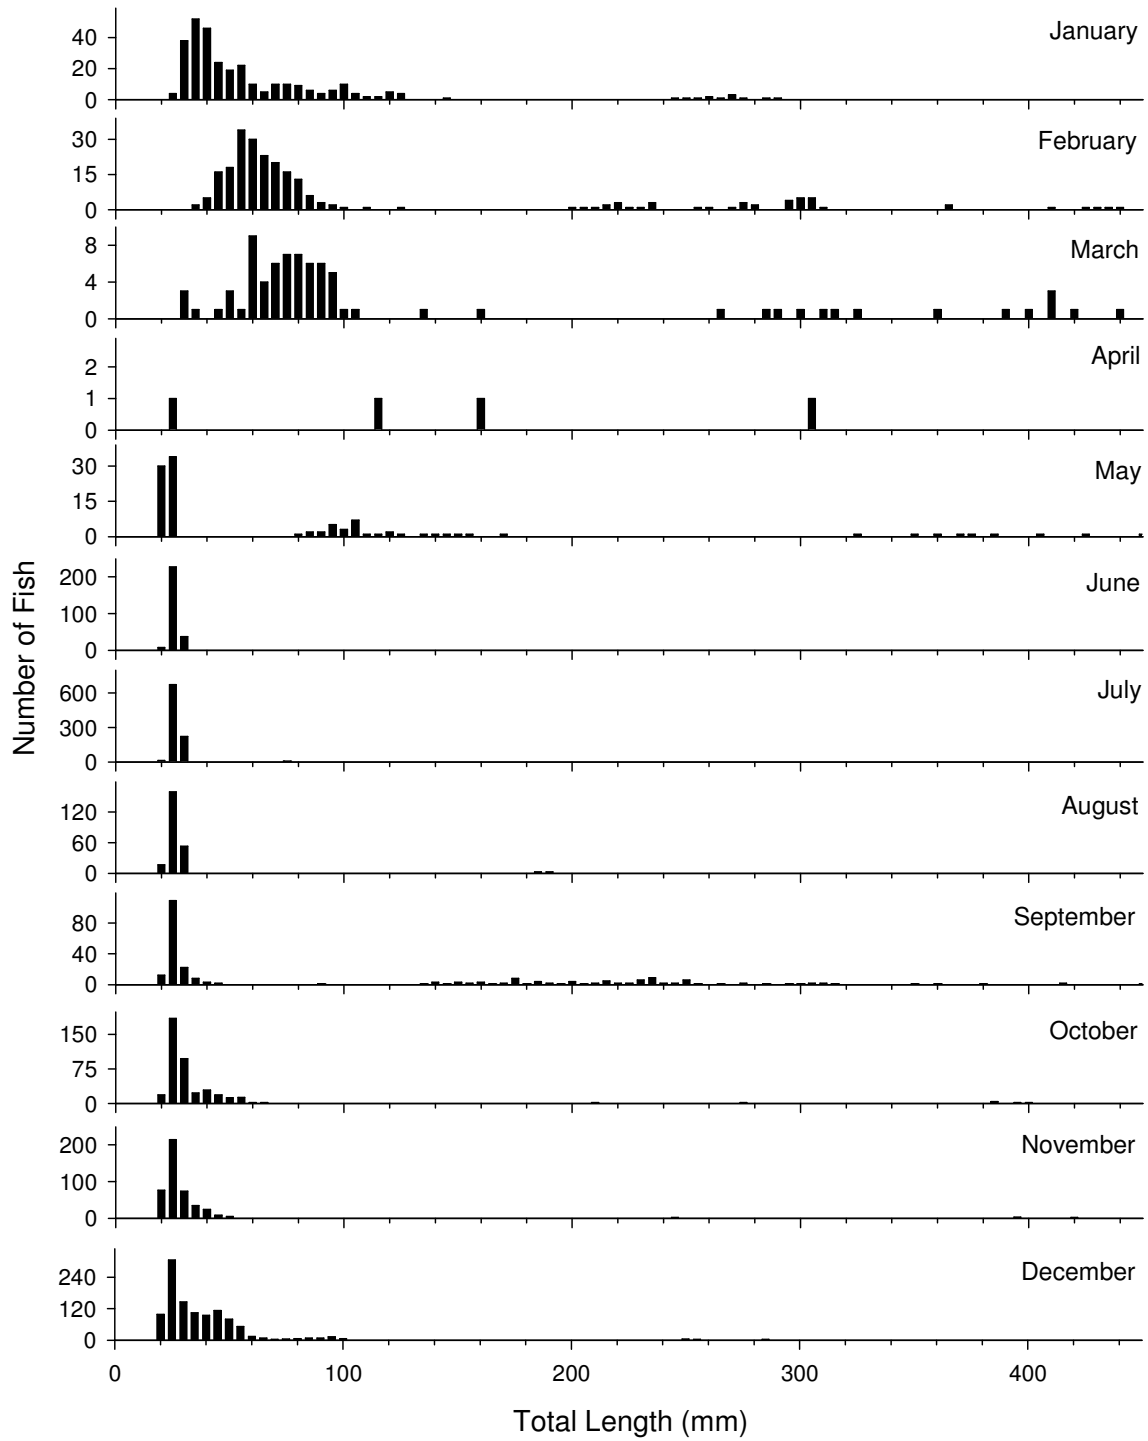 January
40
20
0
February
30
15
0
March
8
4
0
April
2
1
0
May
30
15
0
June
200
100
0
July
600
300
0
August
120
60
0
September
80
40
0
October
150
75
0
November
200
100
0
December
240
120
0
0 100 200 300 400
Total Length (mm)
Number of Fish